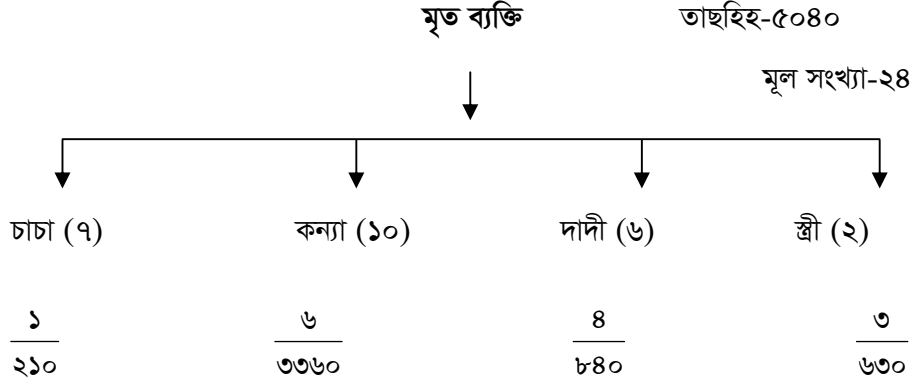 মৃত ব্যক্তি তাছহিহ-৫০৪০
মূল সংখ্যা-২৪
চাচা (৭) কন্যা (১০) দাদী (৬) স্ত্রী (২)
১ ৬ ৪ ৩
২১০ ৩৩৬০ ৮৪০ ৬৩০